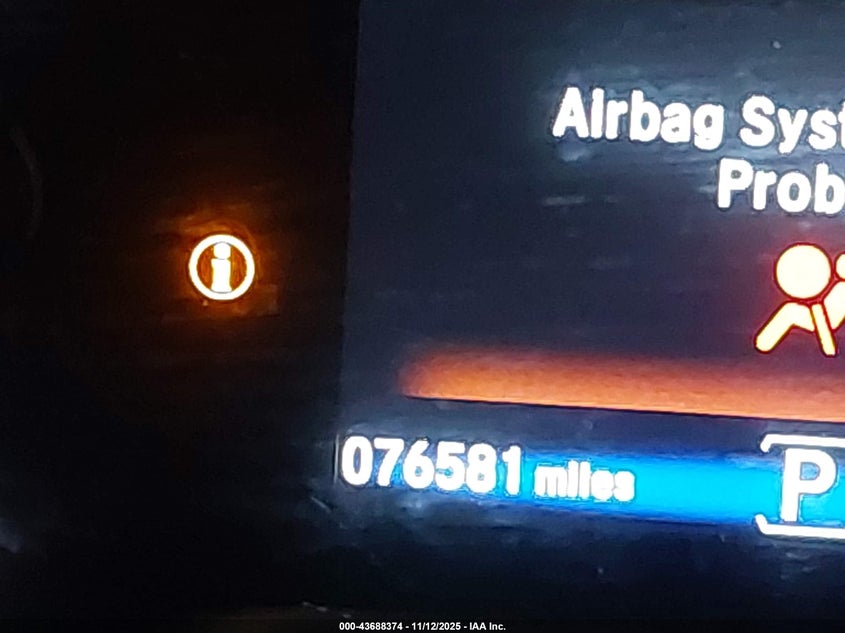 Airbag Syst
Prob
i
076581 miles
P
000-43688374 - 11/12/2025 - IAA Inc.